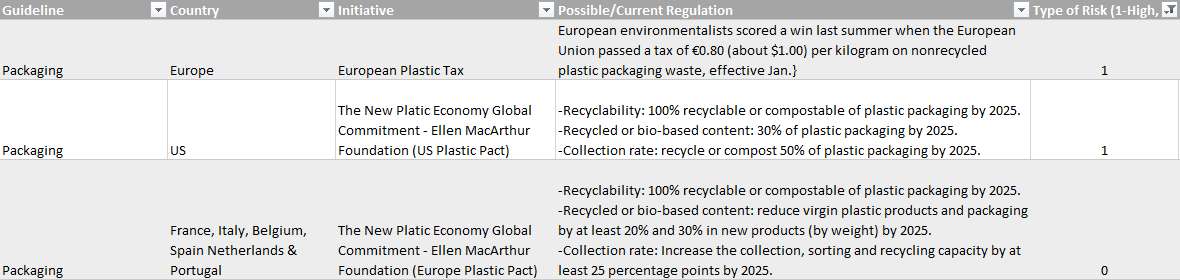 Guideline Country Initiative Possible/Current Regulation Type of Risk (1-High,
European environmentalists scored a win last summer when the European
Union passed a tax of €0.80 (about $1.00) per kilogram on nonrecycled
Packaging Europe European Plastic Tax plastic packaging waste, effective Jan.} 1
The New Platic Economy Global -Recyclability: 100% recyclable or compostable of plastic packaging by 2025.
Commitment - Ellen MacArthur -Recycled or bio-based content: 30% of plastic packaging by 2025.
Packaging US Foundation (US Plastic Pact) -Collection rate: recycle or compost 50% of plastic packaging by 2025. 1
-Recyclability: 100% recyclable or compostable of plastic packaging by 2025.
-Recycled or bio-based content: reduce virgin plastic products and packaging
France, Italy, Belgium, The New Platic Economy Global by at least 20% and 30% in new products (by weight) by 2025.
Spain Netherlands & Commitment - Ellen MacArthur -Collection rate: Increase the collection, sorting and recycling capacity by at
Packaging Portugal Foundation (Europe Plastic Pact) least 25 percentage points by 2025. 0